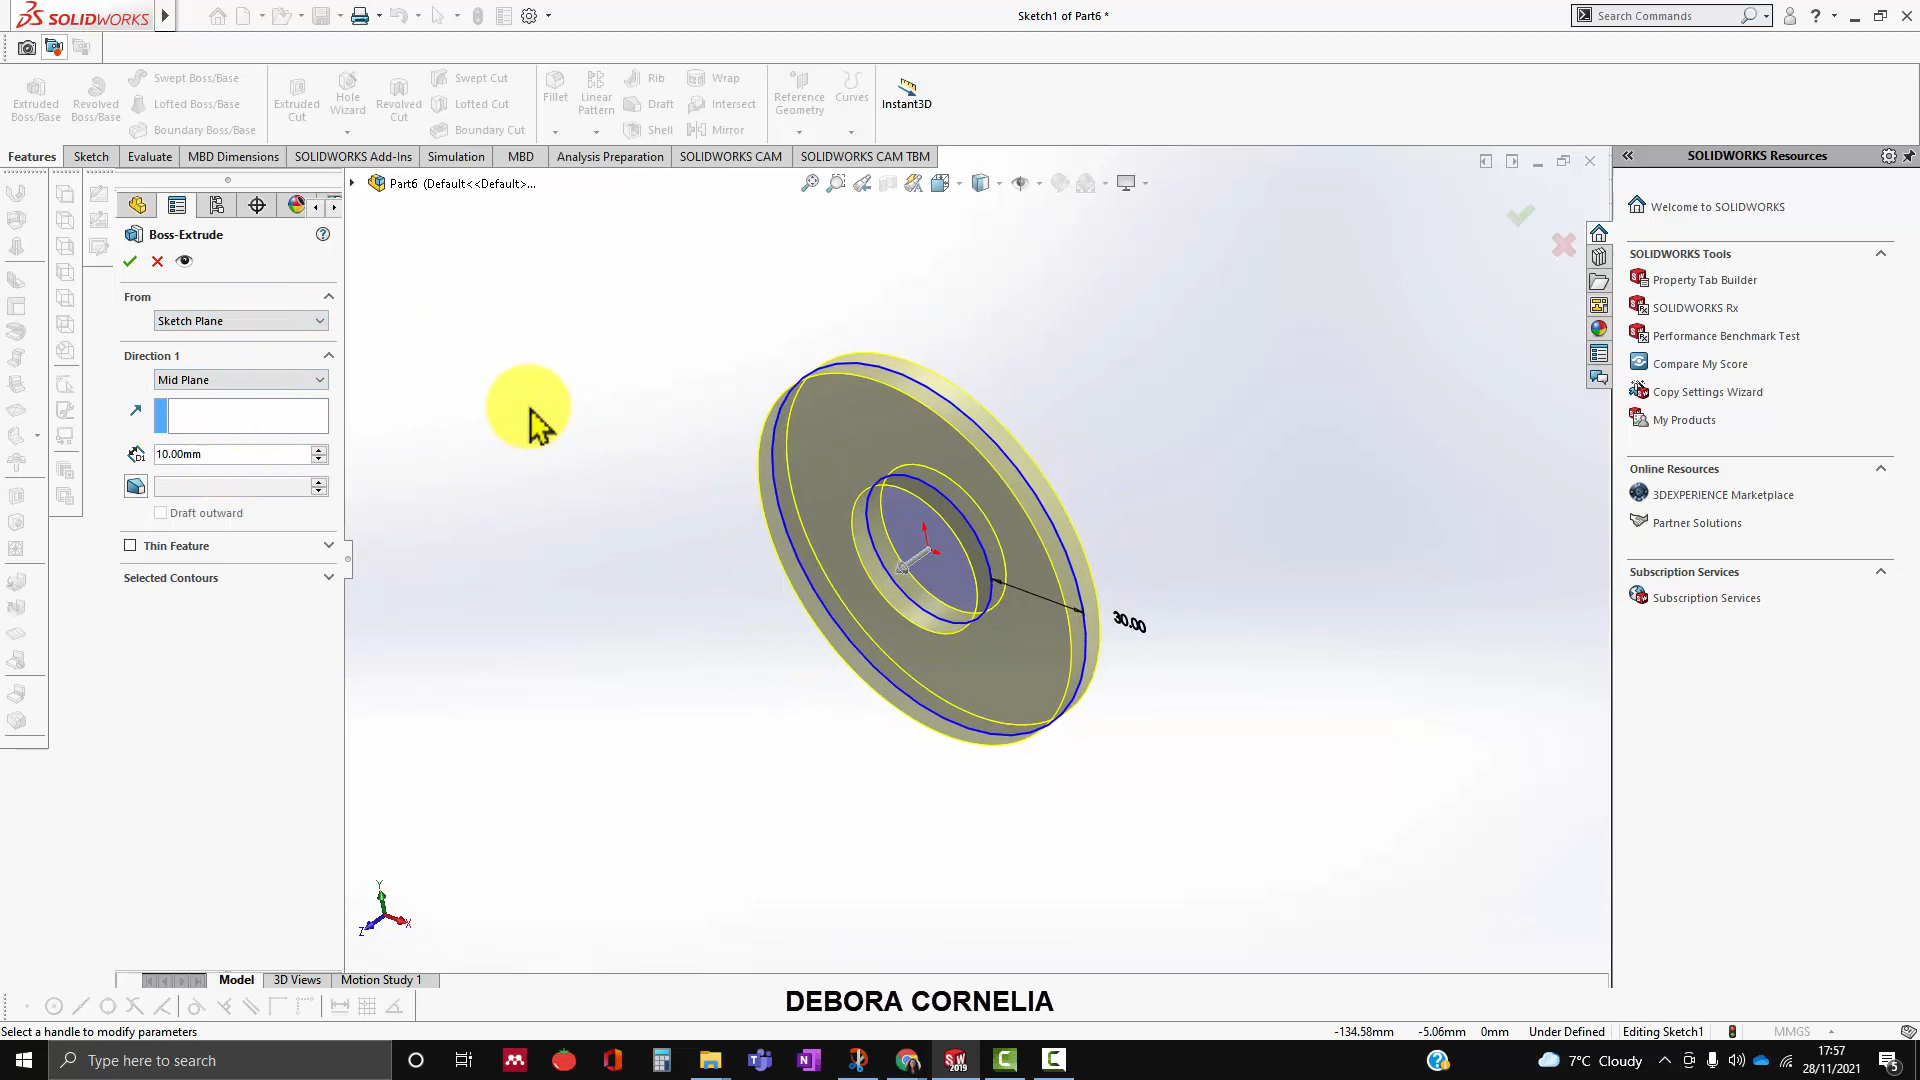 SOLIDWORKS
Sketch1 of Part6 *
Search Commands
Extruded Boss/Base
Revolved Boss/Base
Swept Boss/Base
Lofted Boss/Base
Boundary Boss/Base
Extruded Cut
Hole Wizard
Revolved Cut
Swept Cut
Lofted Cut
Boundary Cut
Fillet
Linear Pattern
Rib
Draft
Shell
Wrap
Intersect
Mirror
Reference Geometry
Curves
Instant3D
Features
Sketch
Evaluate
MBD Dimensions
SOLIDWORKS Add-Ins
Simulation
MBD
Analysis Preparation
SOLIDWORKS CAM
SOLIDWORKS CAM TBM
Part6 (Default<<Default>...
Boss-Extrude
From
Sketch Plane
Direction 1
Mid Plane
10.00mm
Draft outward
Thin Feature
Selected Contours
30.00
Y
X
Z
SOLIDWORKS Resources
Welcome to SOLIDWORKS
SOLIDWORKS Tools
Property Tab Builder
SOLIDWORKS Rx
Performance Benchmark Test
Compare My Score
Copy Settings Wizard
My Products
Online Resources
3DEXPERIENCE Marketplace
Partner Solutions
Subscription Services
Subscription Services
Model
3D Views
Motion Study 1
DEBORA CORNELIA
Select a handle to modify parameters
-134.58mm
-5.06mm
0mm
Under Defined
Editing Sketch1
MMGS
Type here to search
7°C Cloudy
17:57
28/11/2021
5